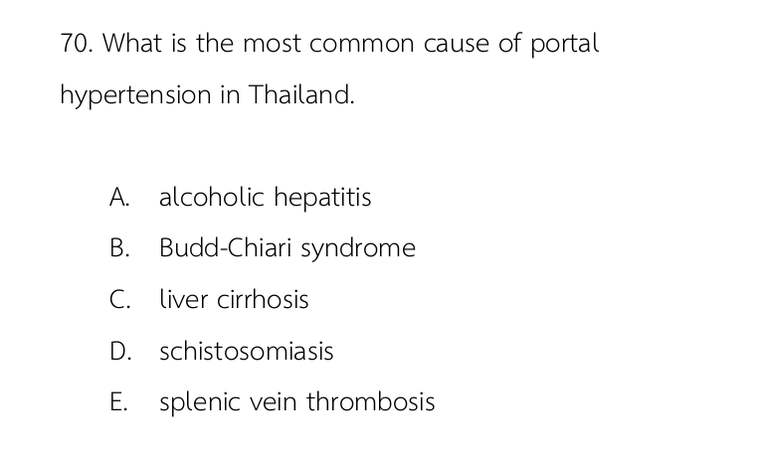 70. What is the most common cause of portal
hypertension in Thailand.
A. alcoholic hepatitis
B. Budd-Chiari syndrome
C. liver cirrhosis
D. schistosomiasis
E. splenic vein thrombosis